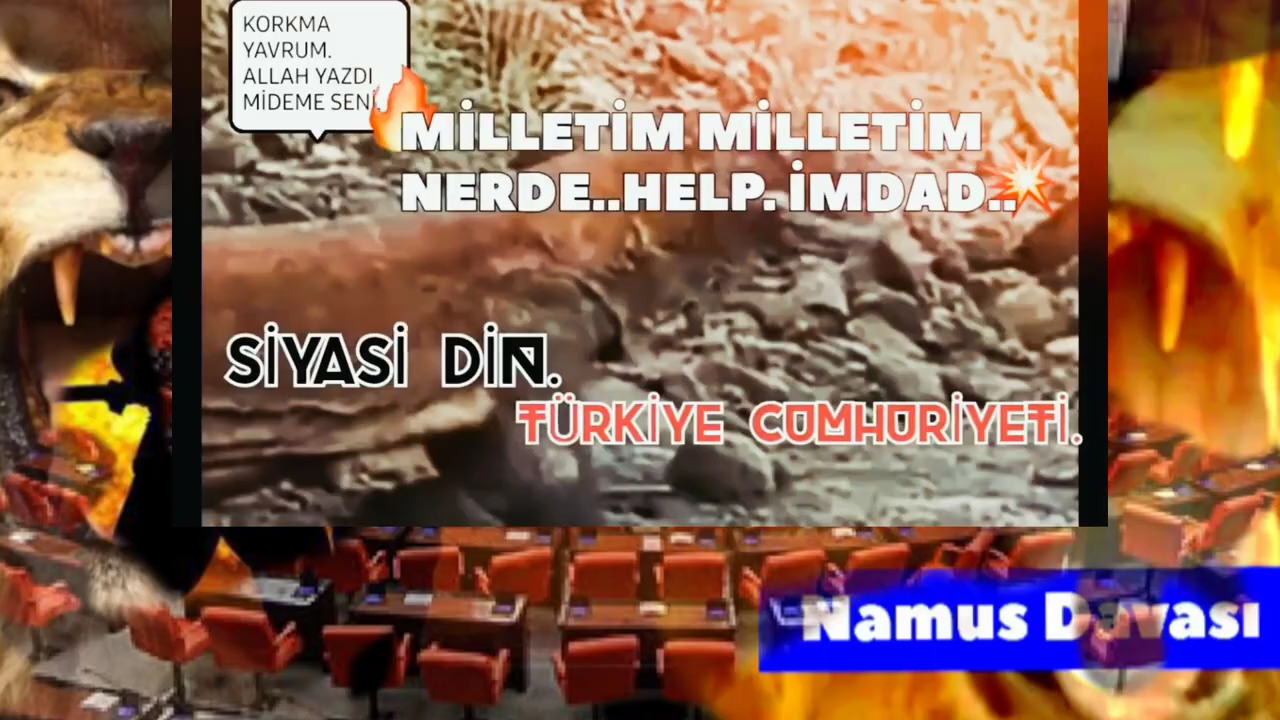 KORKMA
YAVRUM.
ALLAH YAZDI
MİDEME SENİ.
MİLLETİM MİLLETİM
NERDE..HELP. İMDAD..
SİYASİ DİN.
TÜRKİYE CUMHURİYETİ.
Namus Davası